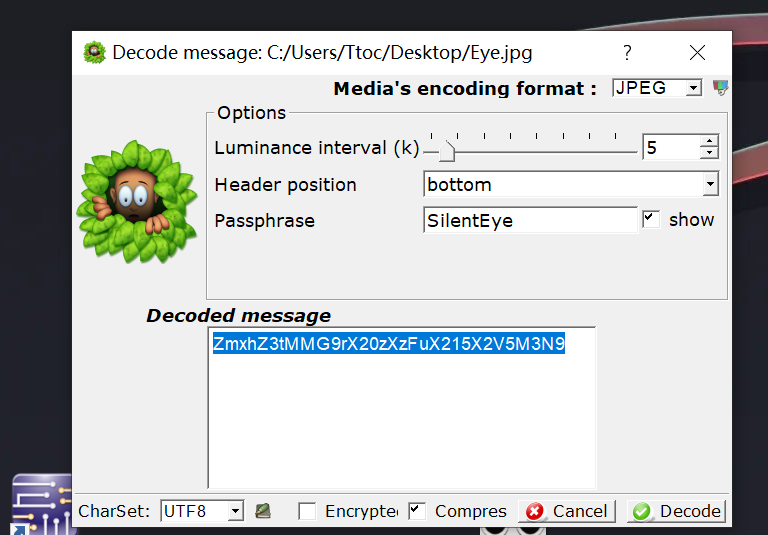 Decode message: C:/Users/Ttoc/Desktop/Eye.jpg ?
Media's encoding format : JPEG
Options
Luminance interval (k) 5
Header position bottom
Passphrase SilentEye show
Decoded message
ZmxhZ3tMMG9rX20zXzFuX215X2V5M3N9
CharSet: UTF8 Encrypte Compres Cancel Decode